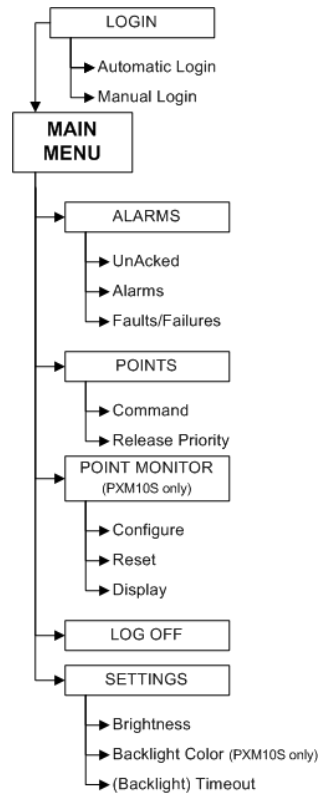 LOGIN
Automatic Login
Manual Login
MAIN
MENU
ALARMS
UnAcked
Alarms
Faults/Failures
POINTS
Command
Release Priority
POINT MONITOR
(PXM10S only)
Configure
Reset
Display
LOG OFF
SETTINGS
Brightness
Backlight Color (PXM10S only)
(Backlight) Timeout